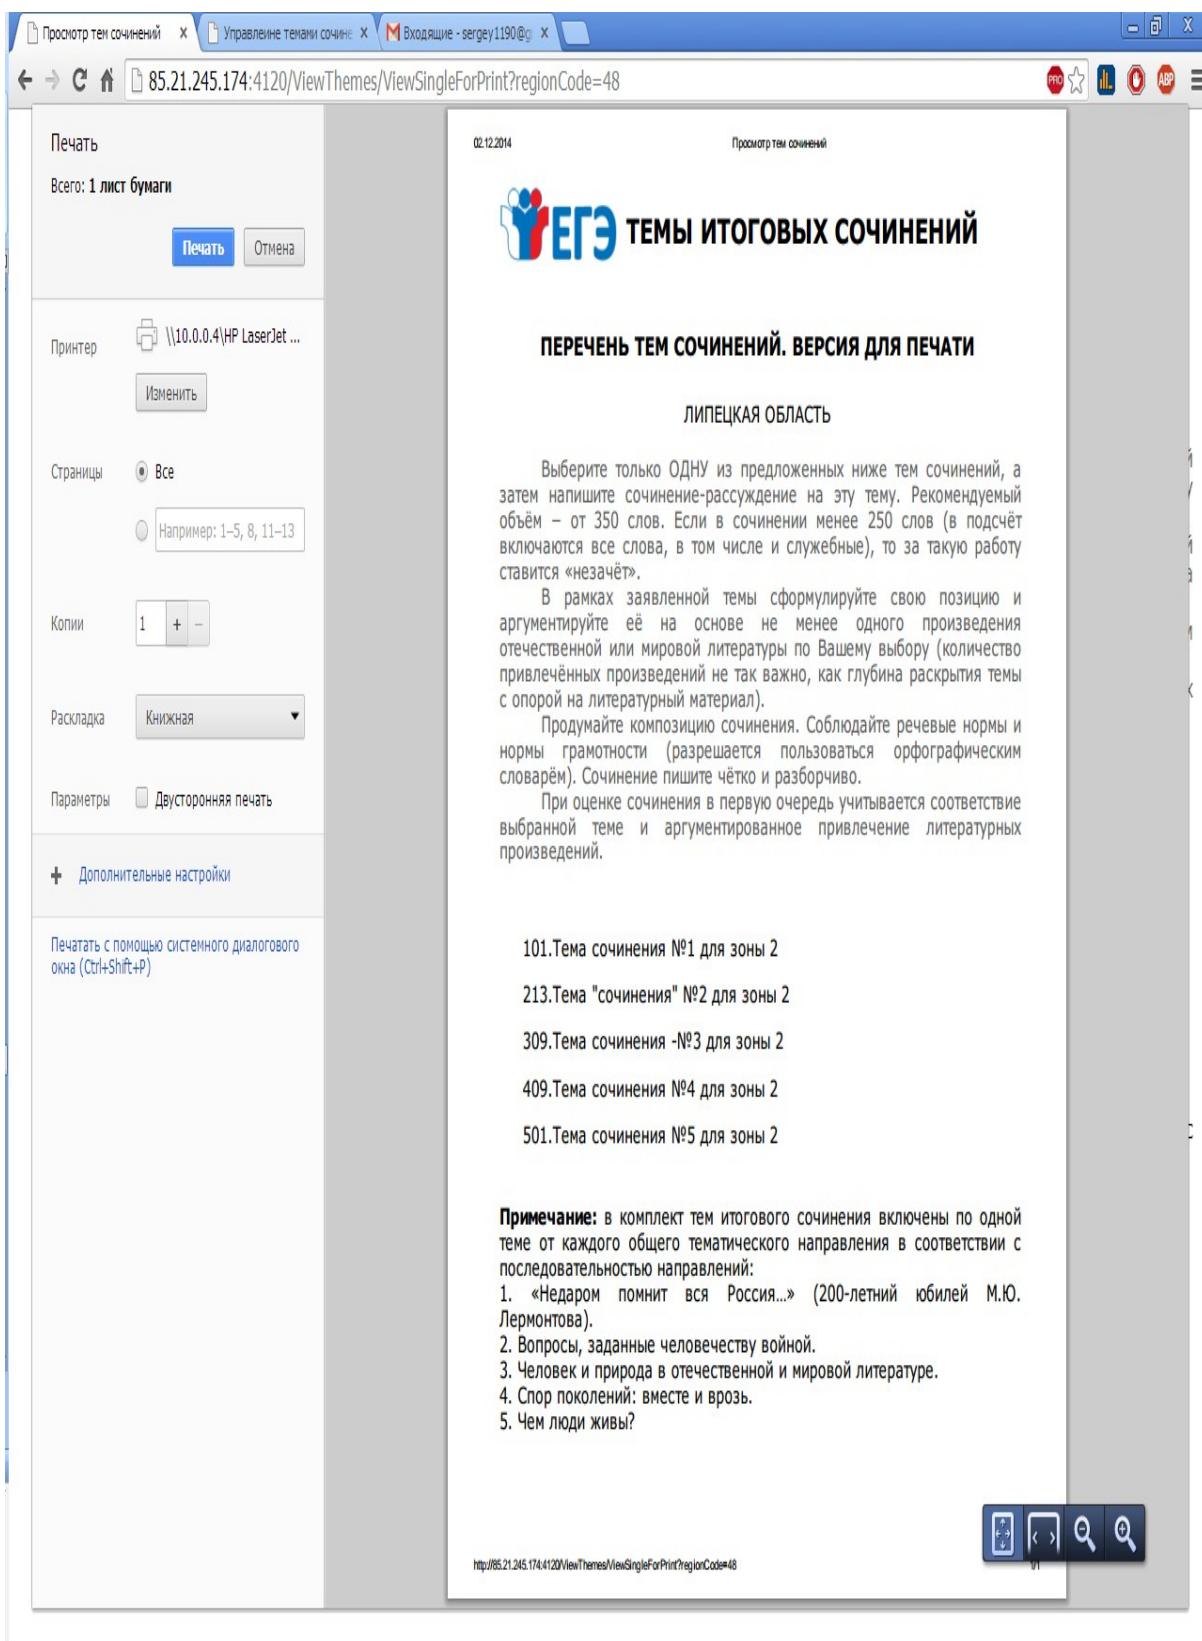 Просмотр тем сочинений
Управлеине темами сочине
Входящие - sergey1190@g
85.21.245.174:4120/ViewThemes/ViewSingleForPrint?regionCode=48
PRO
ABP
Печать
Всего: 1 лист бумаги
Печать
Отмена
Принтер
\\10.0.0.4\HP LaserJet ...
Изменить
Страницы
Все
Например: 1–5, 8, 11–13
Копии
1
+
–
Раскладка
Книжная
Параметры
Двусторонняя печать
+ Дополнительные настройки
Печатать с помощью системного диалогового
окна (Ctrl+Shift+P)
02.12.2014
Просмотр тем сочинений
ЕГЭ ТЕМЫ ИТОГОВЫХ СОЧИНЕНИЙ
ПЕРЕЧЕНЬ ТЕМ СОЧИНЕНИЙ. ВЕРСИЯ ДЛЯ ПЕЧАТИ
ЛИПЕЦКАЯ ОБЛАСТЬ
Выберите только ОДНУ из предложенных ниже тем сочинений, а
затем напишите сочинение-рассуждение на эту тему. Рекомендуемый
объём – от 350 слов. Если в сочинении менее 250 слов (в подсчёт
включаются все слова, в том числе и служебные), то за такую работу
ставится «незачёт».
В рамках заявленной темы сформулируйте свою позицию и
аргументируйте её на основе не менее одного произведения
отечественной или мировой литературы по Вашему выбору (количество
привлечённых произведений не так важно, как глубина раскрытия темы
с опорой на литературный материал).
Продумайте композицию сочинения. Соблюдайте речевые нормы и
нормы грамотности (разрешается пользоваться орфографическим
словарём). Сочинение пишите чётко и разборчиво.
При оценке сочинения в первую очередь учитывается соответствие
выбранной теме и аргументированное привлечение литературных
произведений.
101.Тема сочинения №1 для зоны 2
213.Тема "сочинения" №2 для зоны 2
309.Тема сочинения -№3 для зоны 2
409.Тема сочинения №4 для зоны 2
501.Тема сочинения №5 для зоны 2
Примечание: в комплект тем итогового сочинения включены по одной
теме от каждого общего тематического направления в соответствии с
последовательностью направлений:
1. «Недаром помнит вся Россия…» (200-летний юбилей М.Ю.
Лермонтова).
2. Вопросы, заданные человечеству войной.
3. Человек и природа в отечественной и мировой литературе.
4. Спор поколений: вместе и врозь.
5. Чем люди живы?
http://85.21.245.174:4120/ViewThemes/ViewSingleForPrint?regionCode=48
1/1